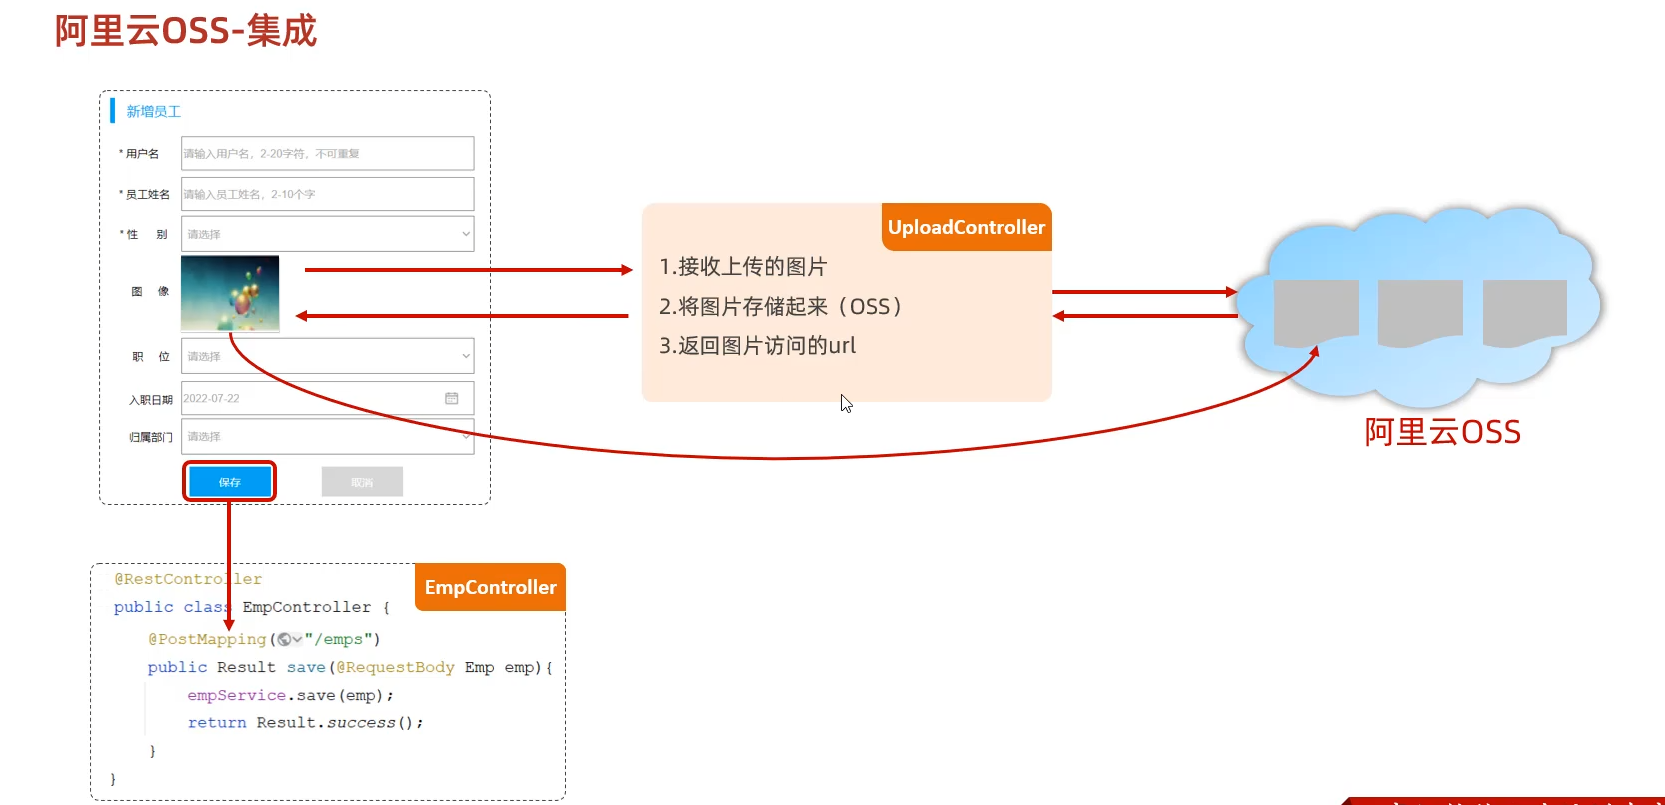 阿里云OSS-集成
新增员工
* 用户名 请输入用户名，2-20字符，不可重复
* 员工姓名 请输入员工姓名，2-10个字
* 性 别 请选择
图 像
职 位 请选择
入职日期 2022-07-22
归属部门 请选择
保存 取消
UploadController
1.接收上传的图片
2.将图片存储起来（OSS）
3.返回图片访问的url
阿里云OSS
EmpController
@RestController
public class EmpController {
@PostMapping("/emps")
public Result save(@RequestBody Emp emp){
empService.save(emp);
return Result.success();
}
}